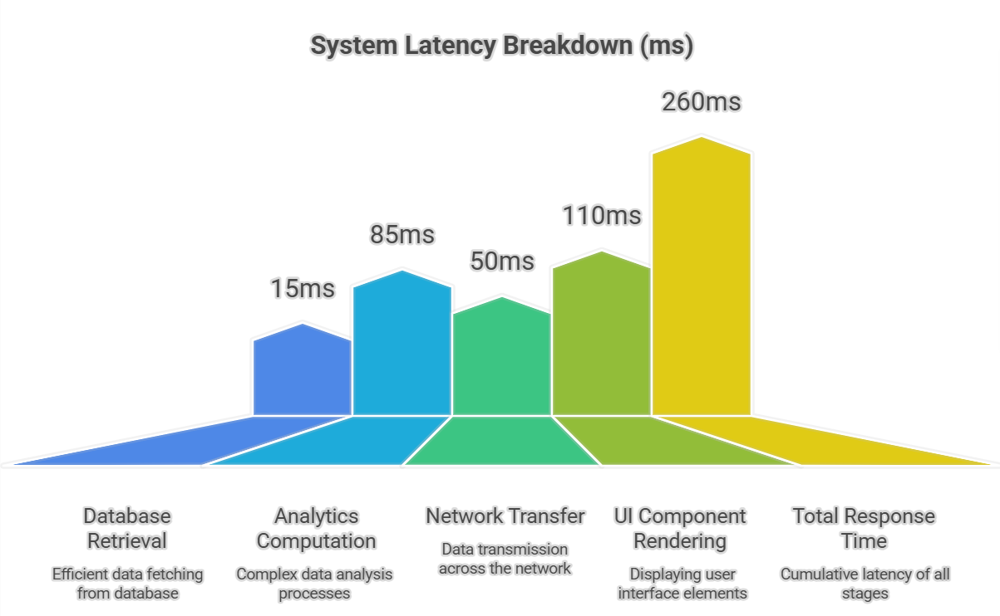 System Latency Breakdown (ms)
260ms
110ms
85ms
50ms
15ms
Database
Retrieval
Efficient data fetching
from database
Analytics
Computation
Complex data analysis
processes
Network Transfer
Data transmission
across the network
UI Component
Rendering
Displaying user
interface elements
Total Response
Time
Cumulative latency of all
stages